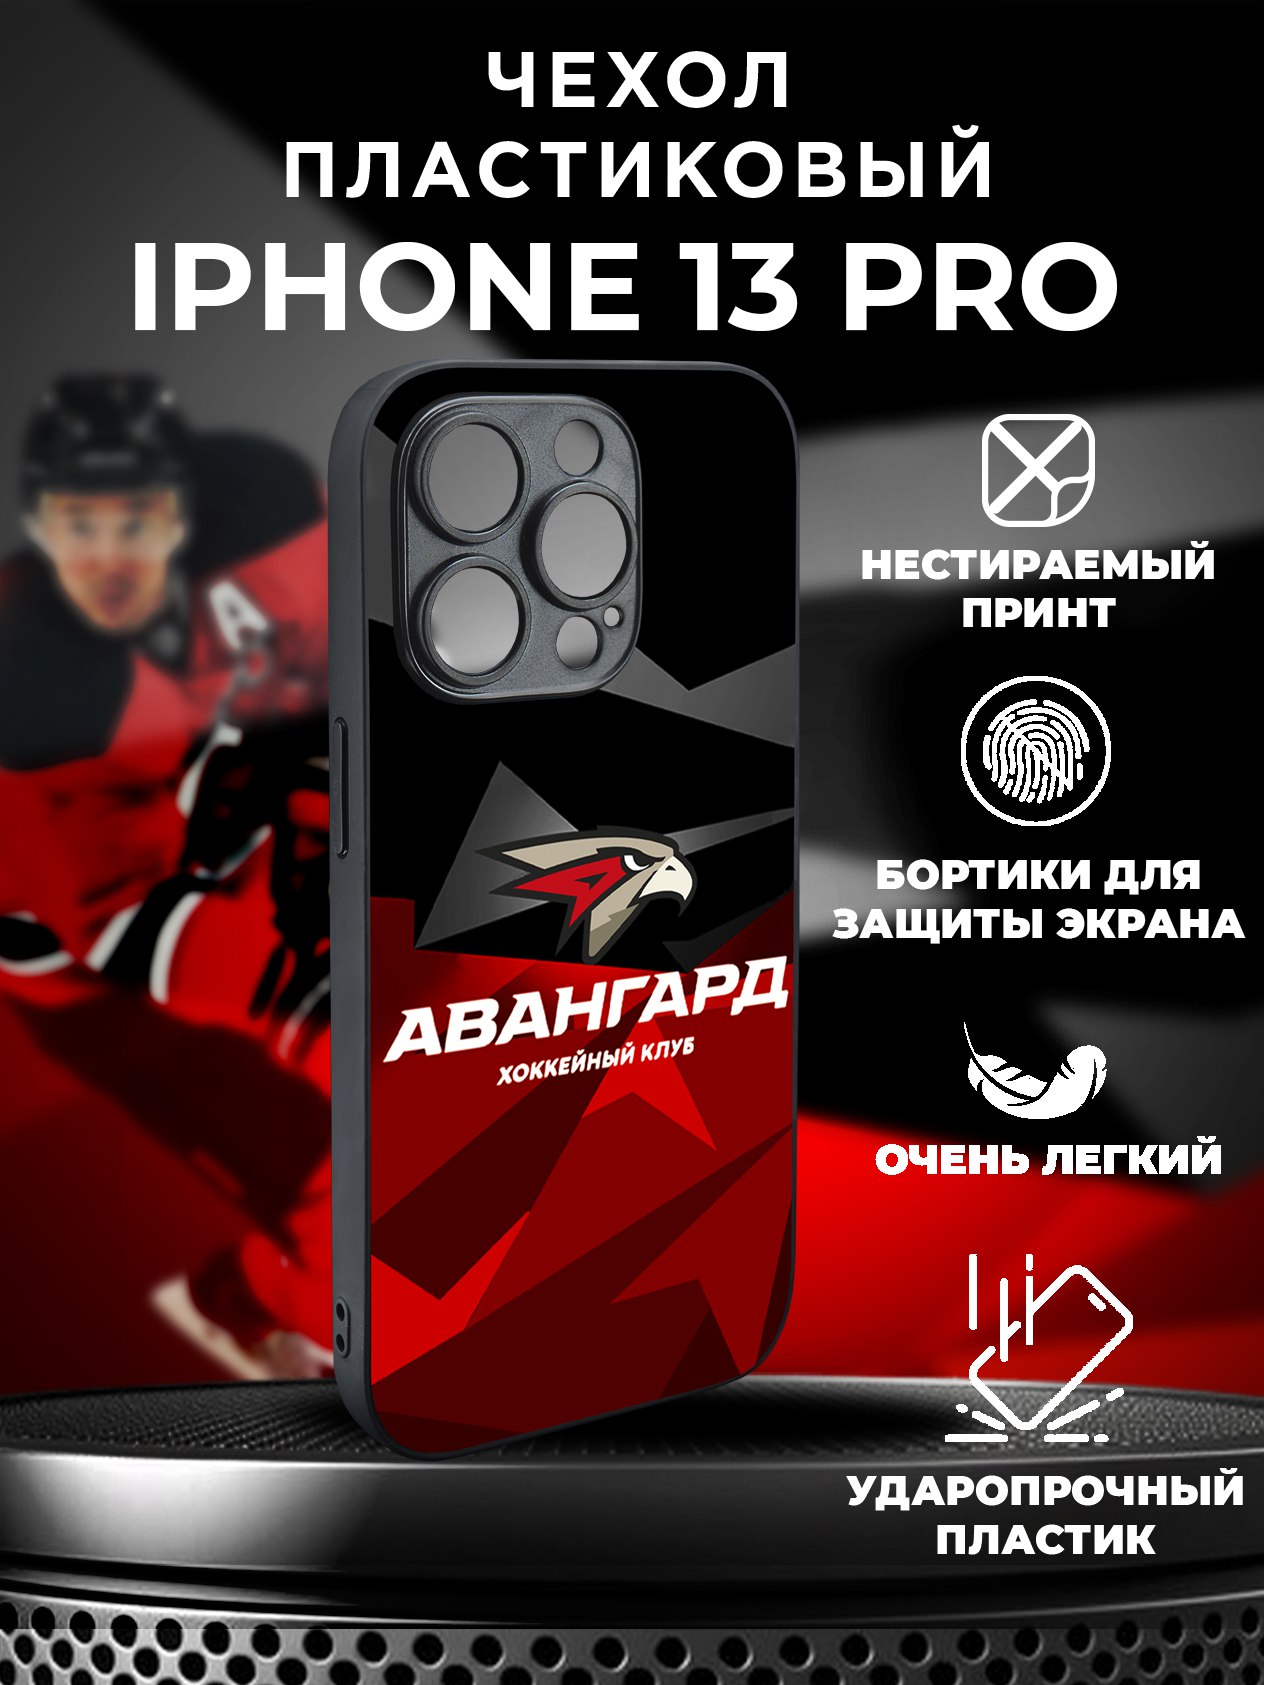 ЧЕХОЛ
ПЛАСТИКОВЫЙ
IPHONE 13 PRO
НЕСТИРАЕМЫЙ
ПРИНТ
БОРТИКИ ДЛЯ
ЗАЩИТЫ ЭКРАНА
ОЧЕНЬ ЛЕГКИЙ
УДАРОПРОЧНЫЙ
ПЛАСТИК
АВАНГАРД
ХОККЕЙНЫЙ КЛУБ
A